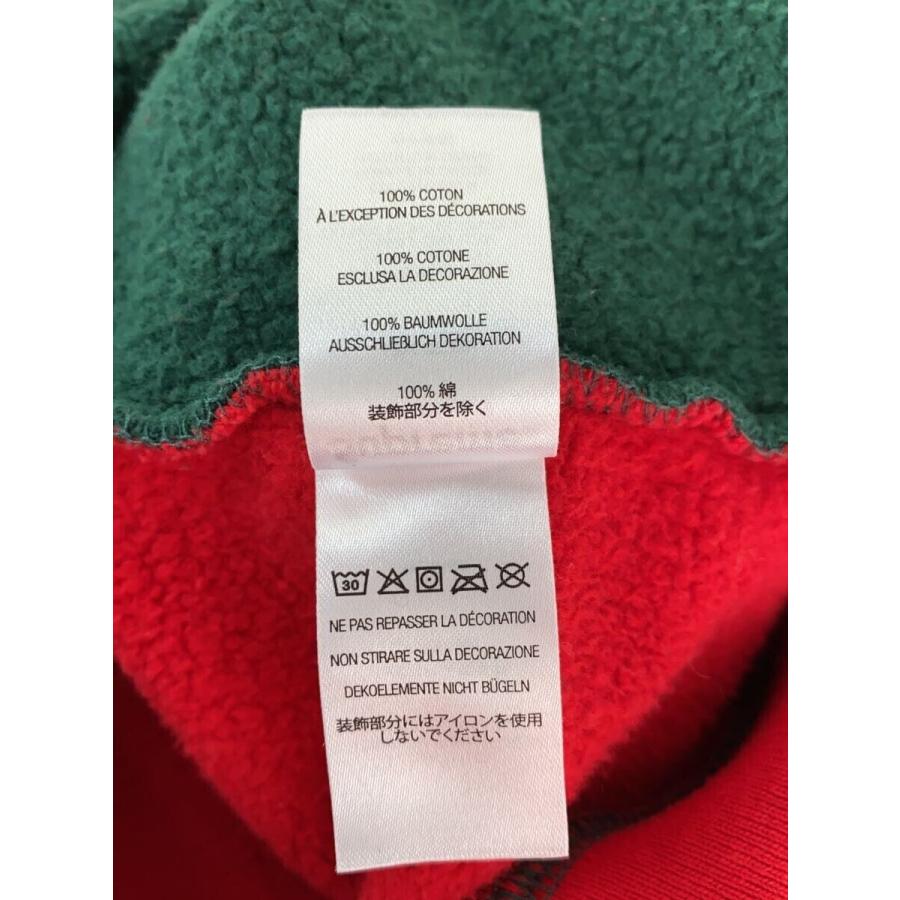 100% COTON
À L'EXCEPTION DES DÉCORATIONS
100% COTONE
ESCLUSA LA DECORAZIONE
100% BAUMWOLLE
AUSSCHLIEẞLICH DEKORATION
100% 綿
装飾部分を除く
30
NE PAS REPASSER LA DÉCORATION
NON STIRARE SULLA DECORAZIONE
DEKOELEMENTE NICHT BÜGELN
装飾部分にはアイロンを使用
しないでください